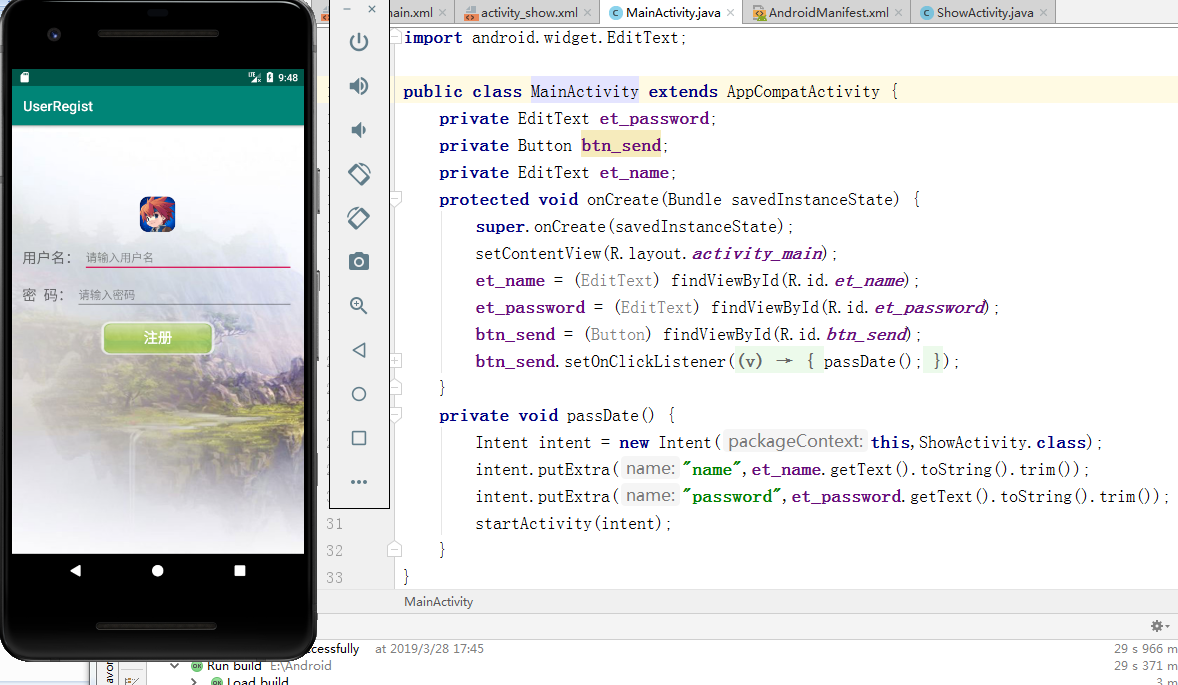 main.xml activity_show.xml MainActivity.java AndroidManifest.xml ShowActivity.java
LTE 9:48
UserRegist
用户名： 请输入用户名
密 码： 请输入密码
注册
import android.widget.EditText;
public class MainActivity extends AppCompatActivity {
private EditText et_password;
private Button btn_send;
private EditText et_name;
protected void onCreate(Bundle savedInstanceState) {
super.onCreate(savedInstanceState);
setContentView(R.layout.activity_main);
et_name = (EditText) findViewById(R.id.et_name);
et_password = (EditText) findViewById(R.id.et_password);
btn_send = (Button) findViewById(R.id.btn_send);
btn_send.setOnClickListener((v) → { passDate(); });
}
private void passDate() {
Intent intent = new Intent( packageContext: this,ShowActivity.class);
intent.putExtra( name: "name",et_name.getText().toString().trim());
intent.putExtra( name: "password",et_password.getText().toString().trim());
31 startActivity(intent);
32 }
33 }
MainActivity
ccessfully at 2019/3/28 17:45 29 s 966 m
Run build E:\Android 29 s 371 m
Load build 3 m